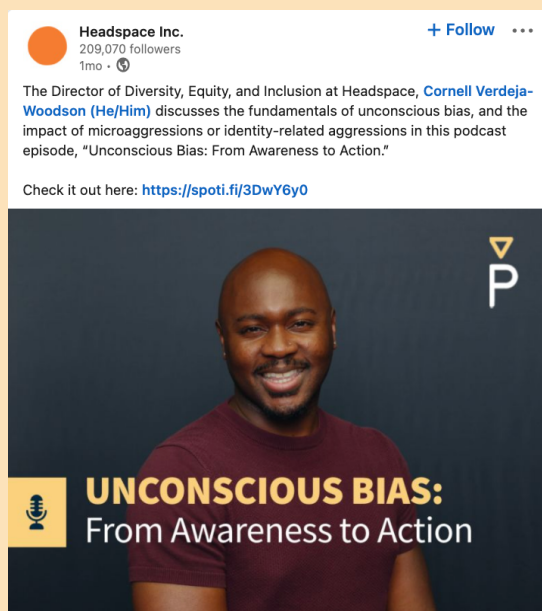 Headspace Inc.
+ Follow
209,070 followers
1mo •
The Director of Diversity, Equity, and Inclusion at Headspace, Cornell Verdeja-
Woodson (He/Him) discusses the fundamentals of unconscious bias, and the
impact of microaggressions or identity-related aggressions in this podcast
episode, “Unconscious Bias: From Awareness to Action.”
Check it out here: https://spoti.fi/3DwY6y0
P
UNCONSCIOUS BIAS:
From Awareness to Action